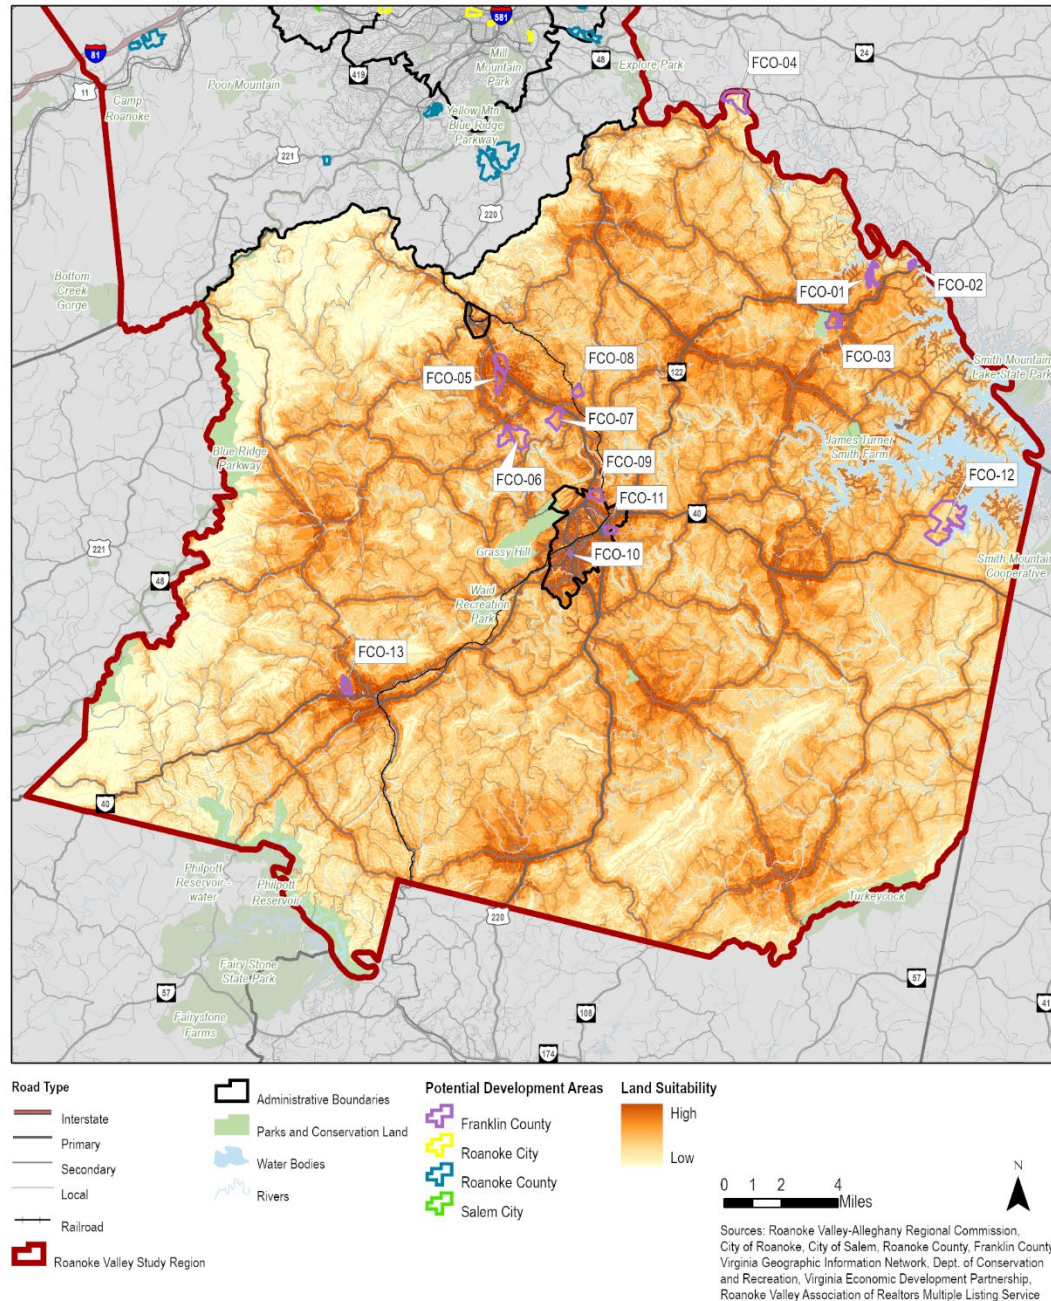 581
24
81
419
48
Mill
Mountain
Park
Explore Park
FCO-04
11
Camp
Roanoke
Poor Mountain
Yellow Mtn
Blue Ridge
Parkway
221
220
Bottom
Creek
Gorge
FCO-01
FCO-02
FCO-03
Smith Mountain
Lake State Park
FCO-08
122
FCO-05
FCO-07
Blue Ridge
Parkway
James Turner
Smith Farm
FCO-09
FCO-06
FCO-12
FCO-11
40
221
Grassy Hill
FCO-10
48
Smith Mountain
Cooperative
Waid
Recreation
Park
FCO-13
40
Philpott
Reservoir -
water
Philpott
Reservoir
Turkeycock
220
Fairy Stone
State Park
57
57
Fairystone
Farms
108
41
174
Road Type
Interstate
Primary
Secondary
Local
Railroad
Roanoke Valley Study Region
Administrative Boundaries
Parks and Conservation Land
Water Bodies
Rivers
Potential Development Areas
Franklin County
Roanoke City
Roanoke County
Salem City
Land Suitability
High
Low
N
0 1 2 4
Miles
Sources: Roanoke Valley-Alleghany Regional Commission,
City of Roanoke, City of Salem, Roanoke County, Franklin County
Virginia Geographic Information Network, Dept. of Conservation
and Recreation, Virginia Economic Development Partnership,
Roanoke Valley Association of Realtors Multiple Listing Service